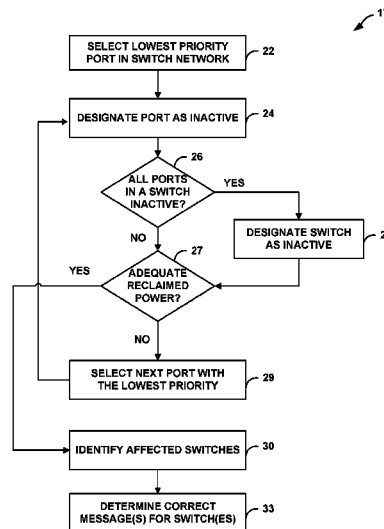 SELECT LOWEST PRIORITY
PORT IN SWITCH NETWORK
22
DESIGNATE PORT AS INACTIVE
24
26
ALL PORTS
IN A SWITCH
INACTIVE?
YES
NO
DESIGNATE SWITCH
AS INACTIVE
27
YES
ADEQUATE
RECLAIMED
POWER?
NO
SELECT NEXT PORT WITH
THE LOWEST PRIORITY
29
IDENTIFY AFFECTED SWITCHES
30
DETERMINE CORRECT
MESSAGE(S) FOR SWITCH(ES)
33